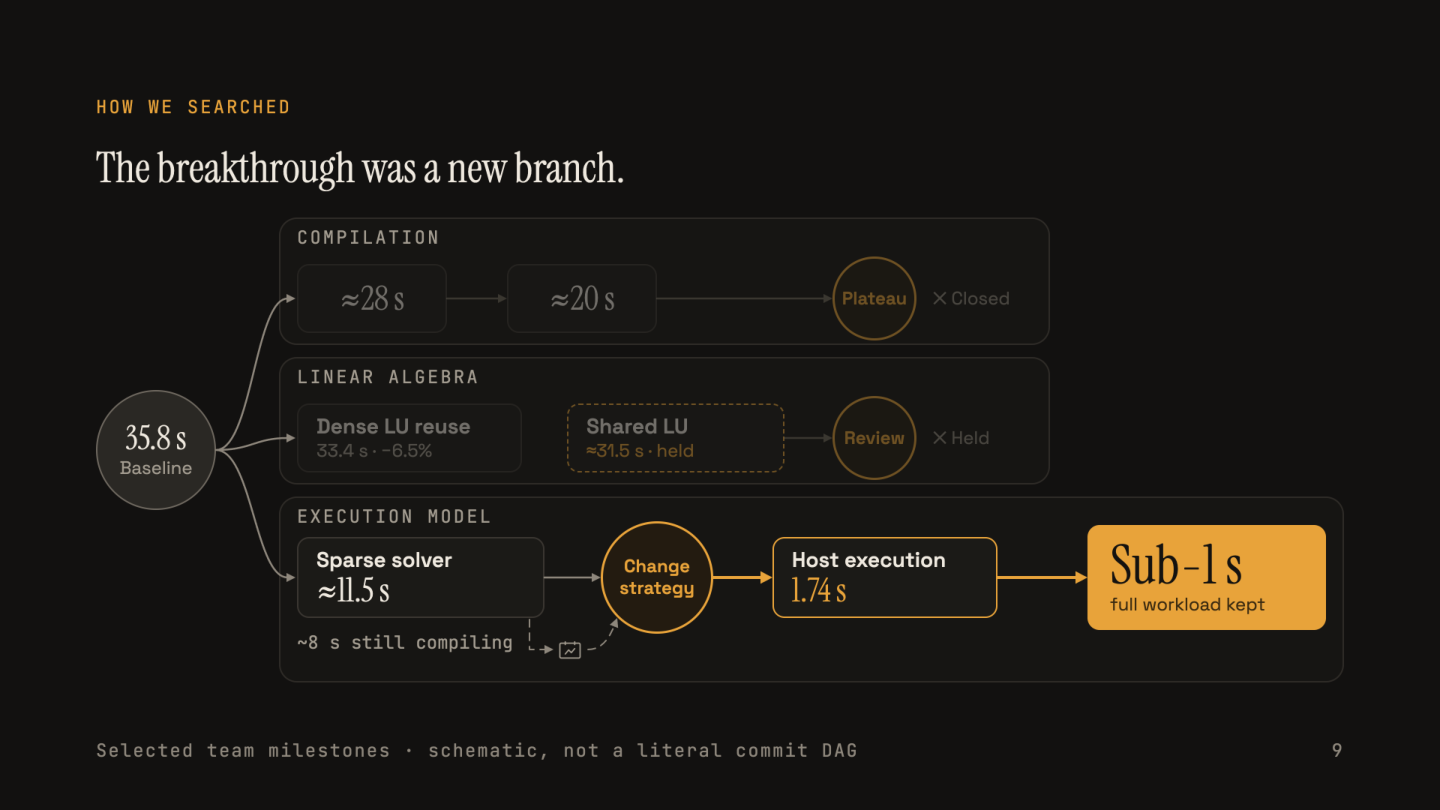 HOW WE SEARCHED
The breakthrough was a new branch.
COMPILATION
≈28 s
≈20 s
Plateau
× Closed
LINEAR ALGEBRA
Dense LU reuse
33.4 s · −6.5%
Shared LU
≈31.5 s · held
Review
× Held
35.8 s
Baseline
EXECUTION MODEL
Sparse solver
≈11.5 s
~8 s still compiling
Change
strategy
Host execution
1.74 s
Sub-1 s
full workload kept
Selected team milestones · schematic, not a literal commit DAG
9